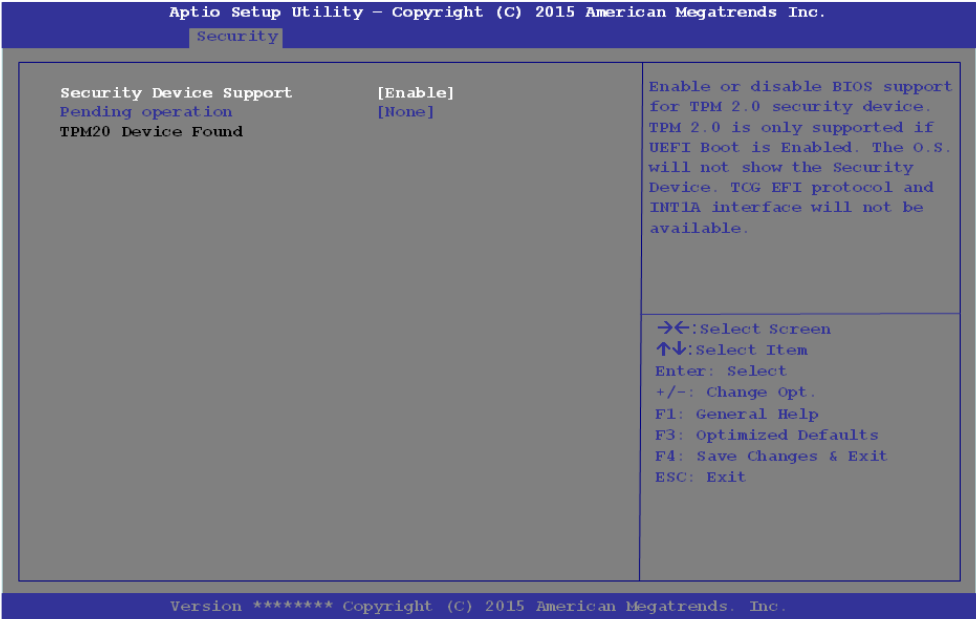 Aptio Setup Utility – Copyright (C) 2015 American Megatrends Inc.
Security
Security Device Support [Enable]
Pending operation [None]
TPM20 Device Found
Enable or disable BIOS support
for TPM 2.0 security device.
TPM 2.0 is only supported if
UEFI Boot is Enabled. The O.S.
will not show the Security
Device. TCG EFI protocol and
INT1A interface will not be
available.
→←:Select Screen
↑↓:Select Item
Enter: Select
+/-: Change Opt.
F1: General Help
F3: Optimized Defaults
F4: Save Changes & Exit
ESC: Exit
Version ******** Copyright (C) 2015 American Megatrends. Inc.